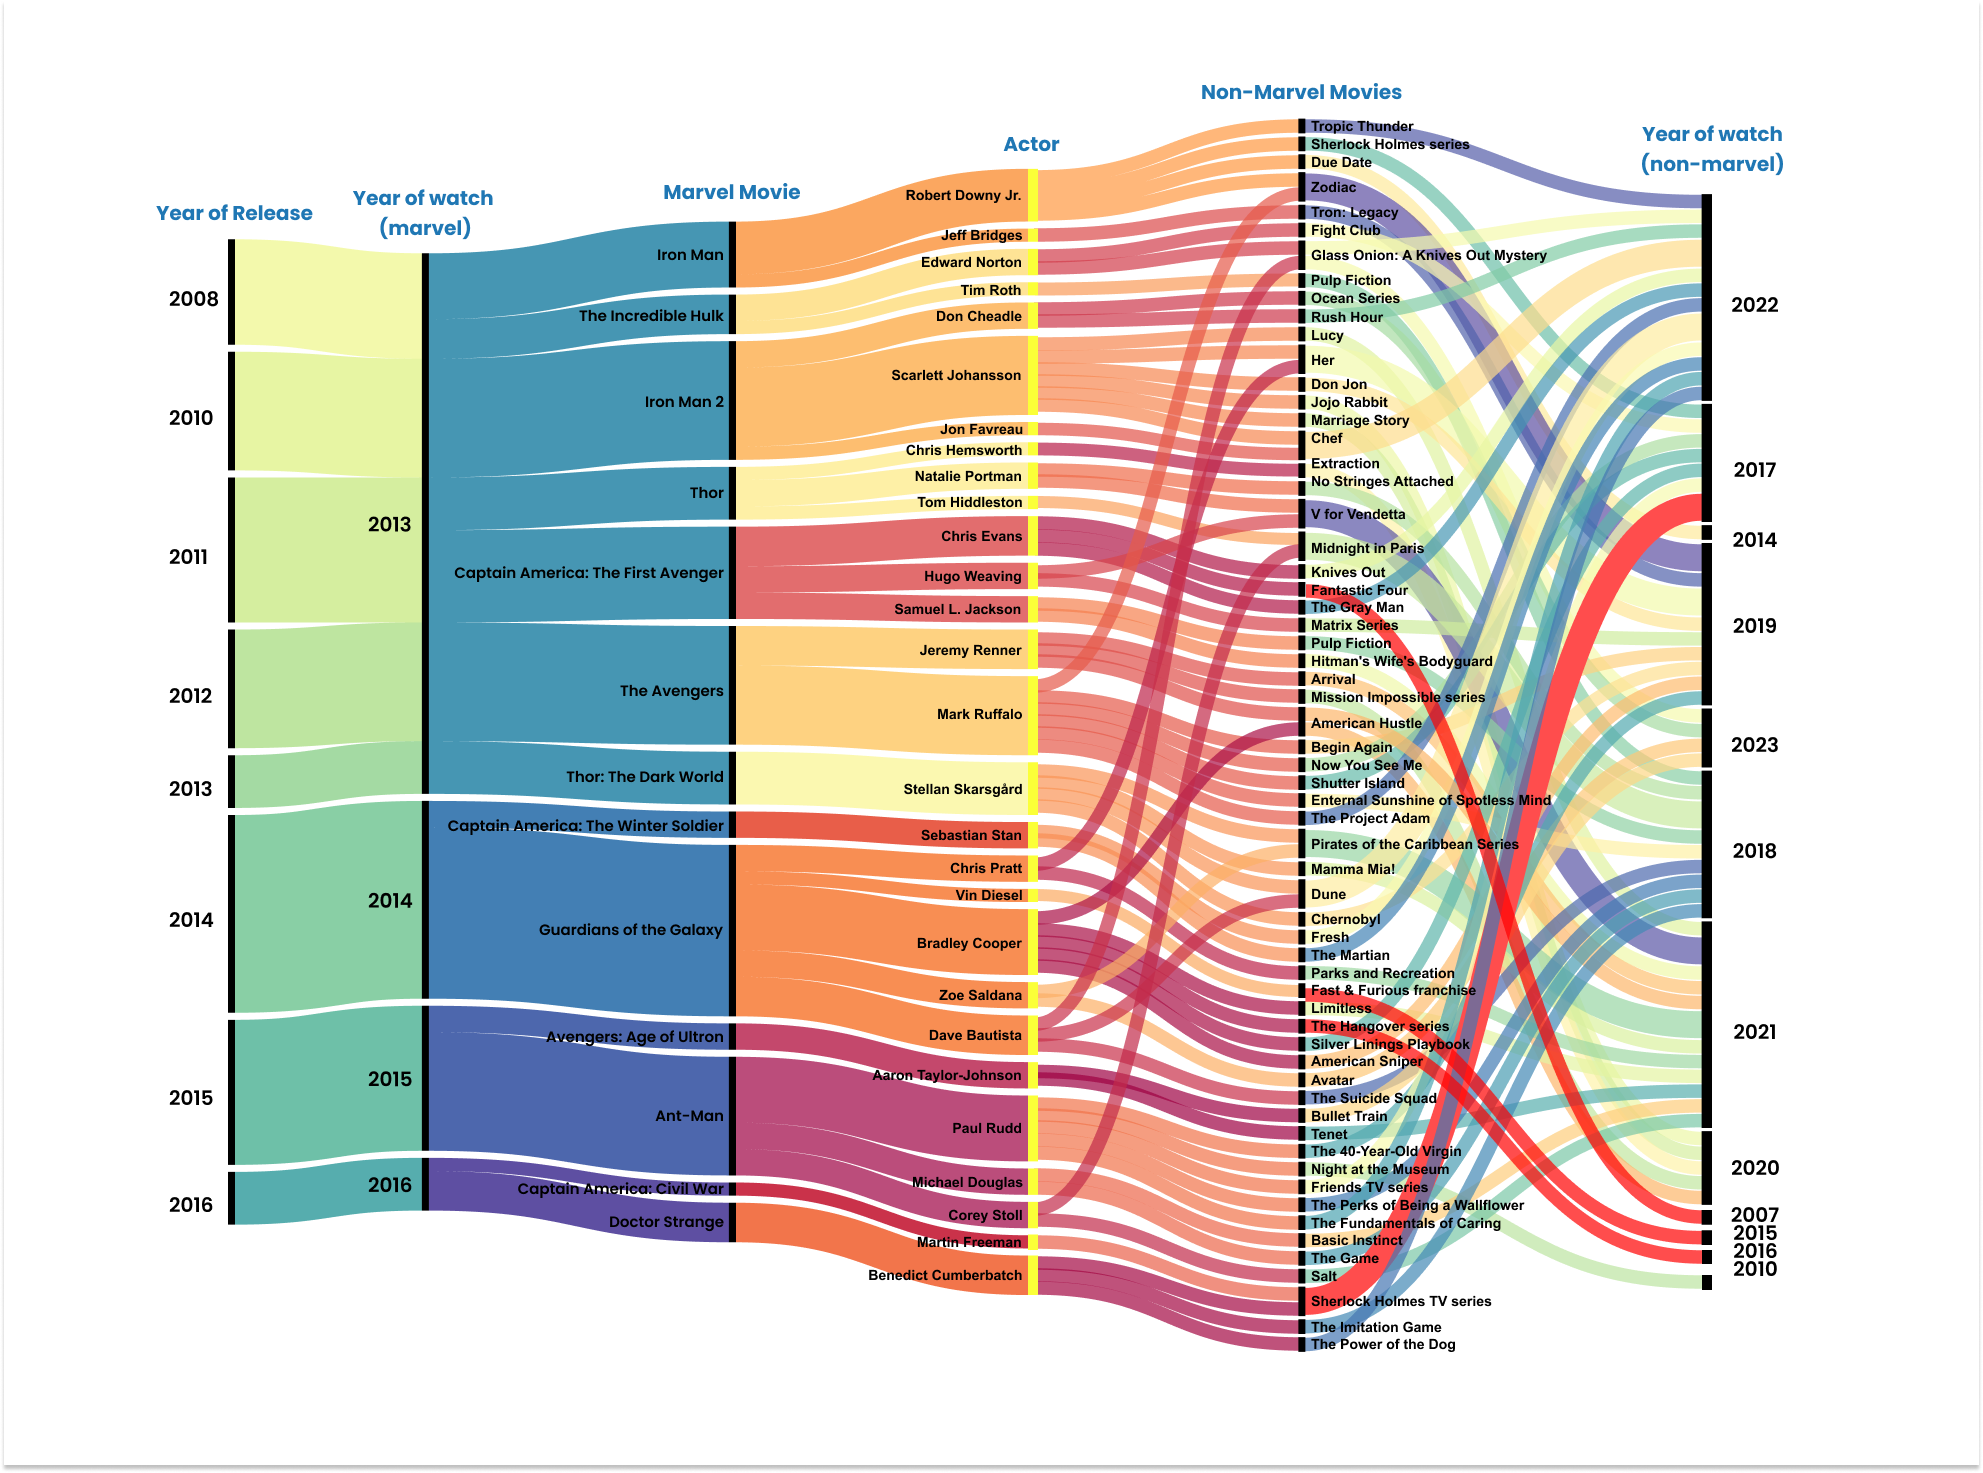 Year of Release
2008
2010
2011
2012
2013
2014
2015
2016
Year of watch
(marvel)
2013
2014
2015
2016
Marvel Movie
Iron Man
The Incredible Hulk
Iron Man 2
Thor
Captain America: The First Avenger
The Avengers
Thor: The Dark World
Captain America: The Winter Soldier
Guardians of the Galaxy
Avengers: Age of Ultron
Ant-Man
Captain America: Civil War
Doctor Strange
Actor
Robert Downy Jr.
Jeff Bridges
Edward Norton
Tim Roth
Don Cheadle
Scarlett Johansson
Jon Favreau
Chris Hemsworth
Natalie Portman
Tom Hiddleston
Chris Evans
Hugo Weaving
Samuel L. Jackson
Jeremy Renner
Mark Ruffalo
Stellan Skarsgård
Sebastian Stan
Chris Pratt
Vin Diesel
Bradley Cooper
Zoe Saldana
Dave Bautista
Aaron Taylor-Johnson
Paul Rudd
Michael Douglas
Corey Stoll
Martin Freeman
Benedict Cumberbatch
Non-Marvel Movies
Tropic Thunder
Sherlock Holmes series
Due Date
Zodiac
Tron: Legacy
Fight Club
Glass Onion: A Knives Out Mystery
Pulp Fiction
Ocean Series
Rush Hour
Lucy
Her
Don Jon
Jojo Rabbit
Marriage Story
Chef
Extraction
No Stringes Attached
V for Vendetta
Midnight in Paris
Knives Out
Fantastic Four
The Gray Man
Matrix Series
Pulp Fiction
Hitman's Wife's Bodyguard
Arrival
Mission Impossible series
American Hustle
Begin Again
Now You See Me
Shutter Island
Enternal Sunshine of Spotless Mind
The Project Adam
Pirates of the Caribbean Series
Mamma Mia!
Dune
Chernobyl
Fresh
The Martian
Parks and Recreation
Fast & Furious franchise
Limitless
The Hangover series
Silver Linings Playbook
American Sniper
Avatar
The Suicide Squad
Bullet Train
Tenet
The 40-Year-Old Virgin
Night at the Museum
Friends TV series
The Perks of Being a Wallflower
The Fundamentals of Caring
Basic Instinct
The Game
Salt
Sherlock Holmes TV series
The Imitation Game
The Power of the Dog
Year of watch
(non-marvel)
2022
2017
2014
2019
2023
2018
2021
2020
2007
2015
2016
2010